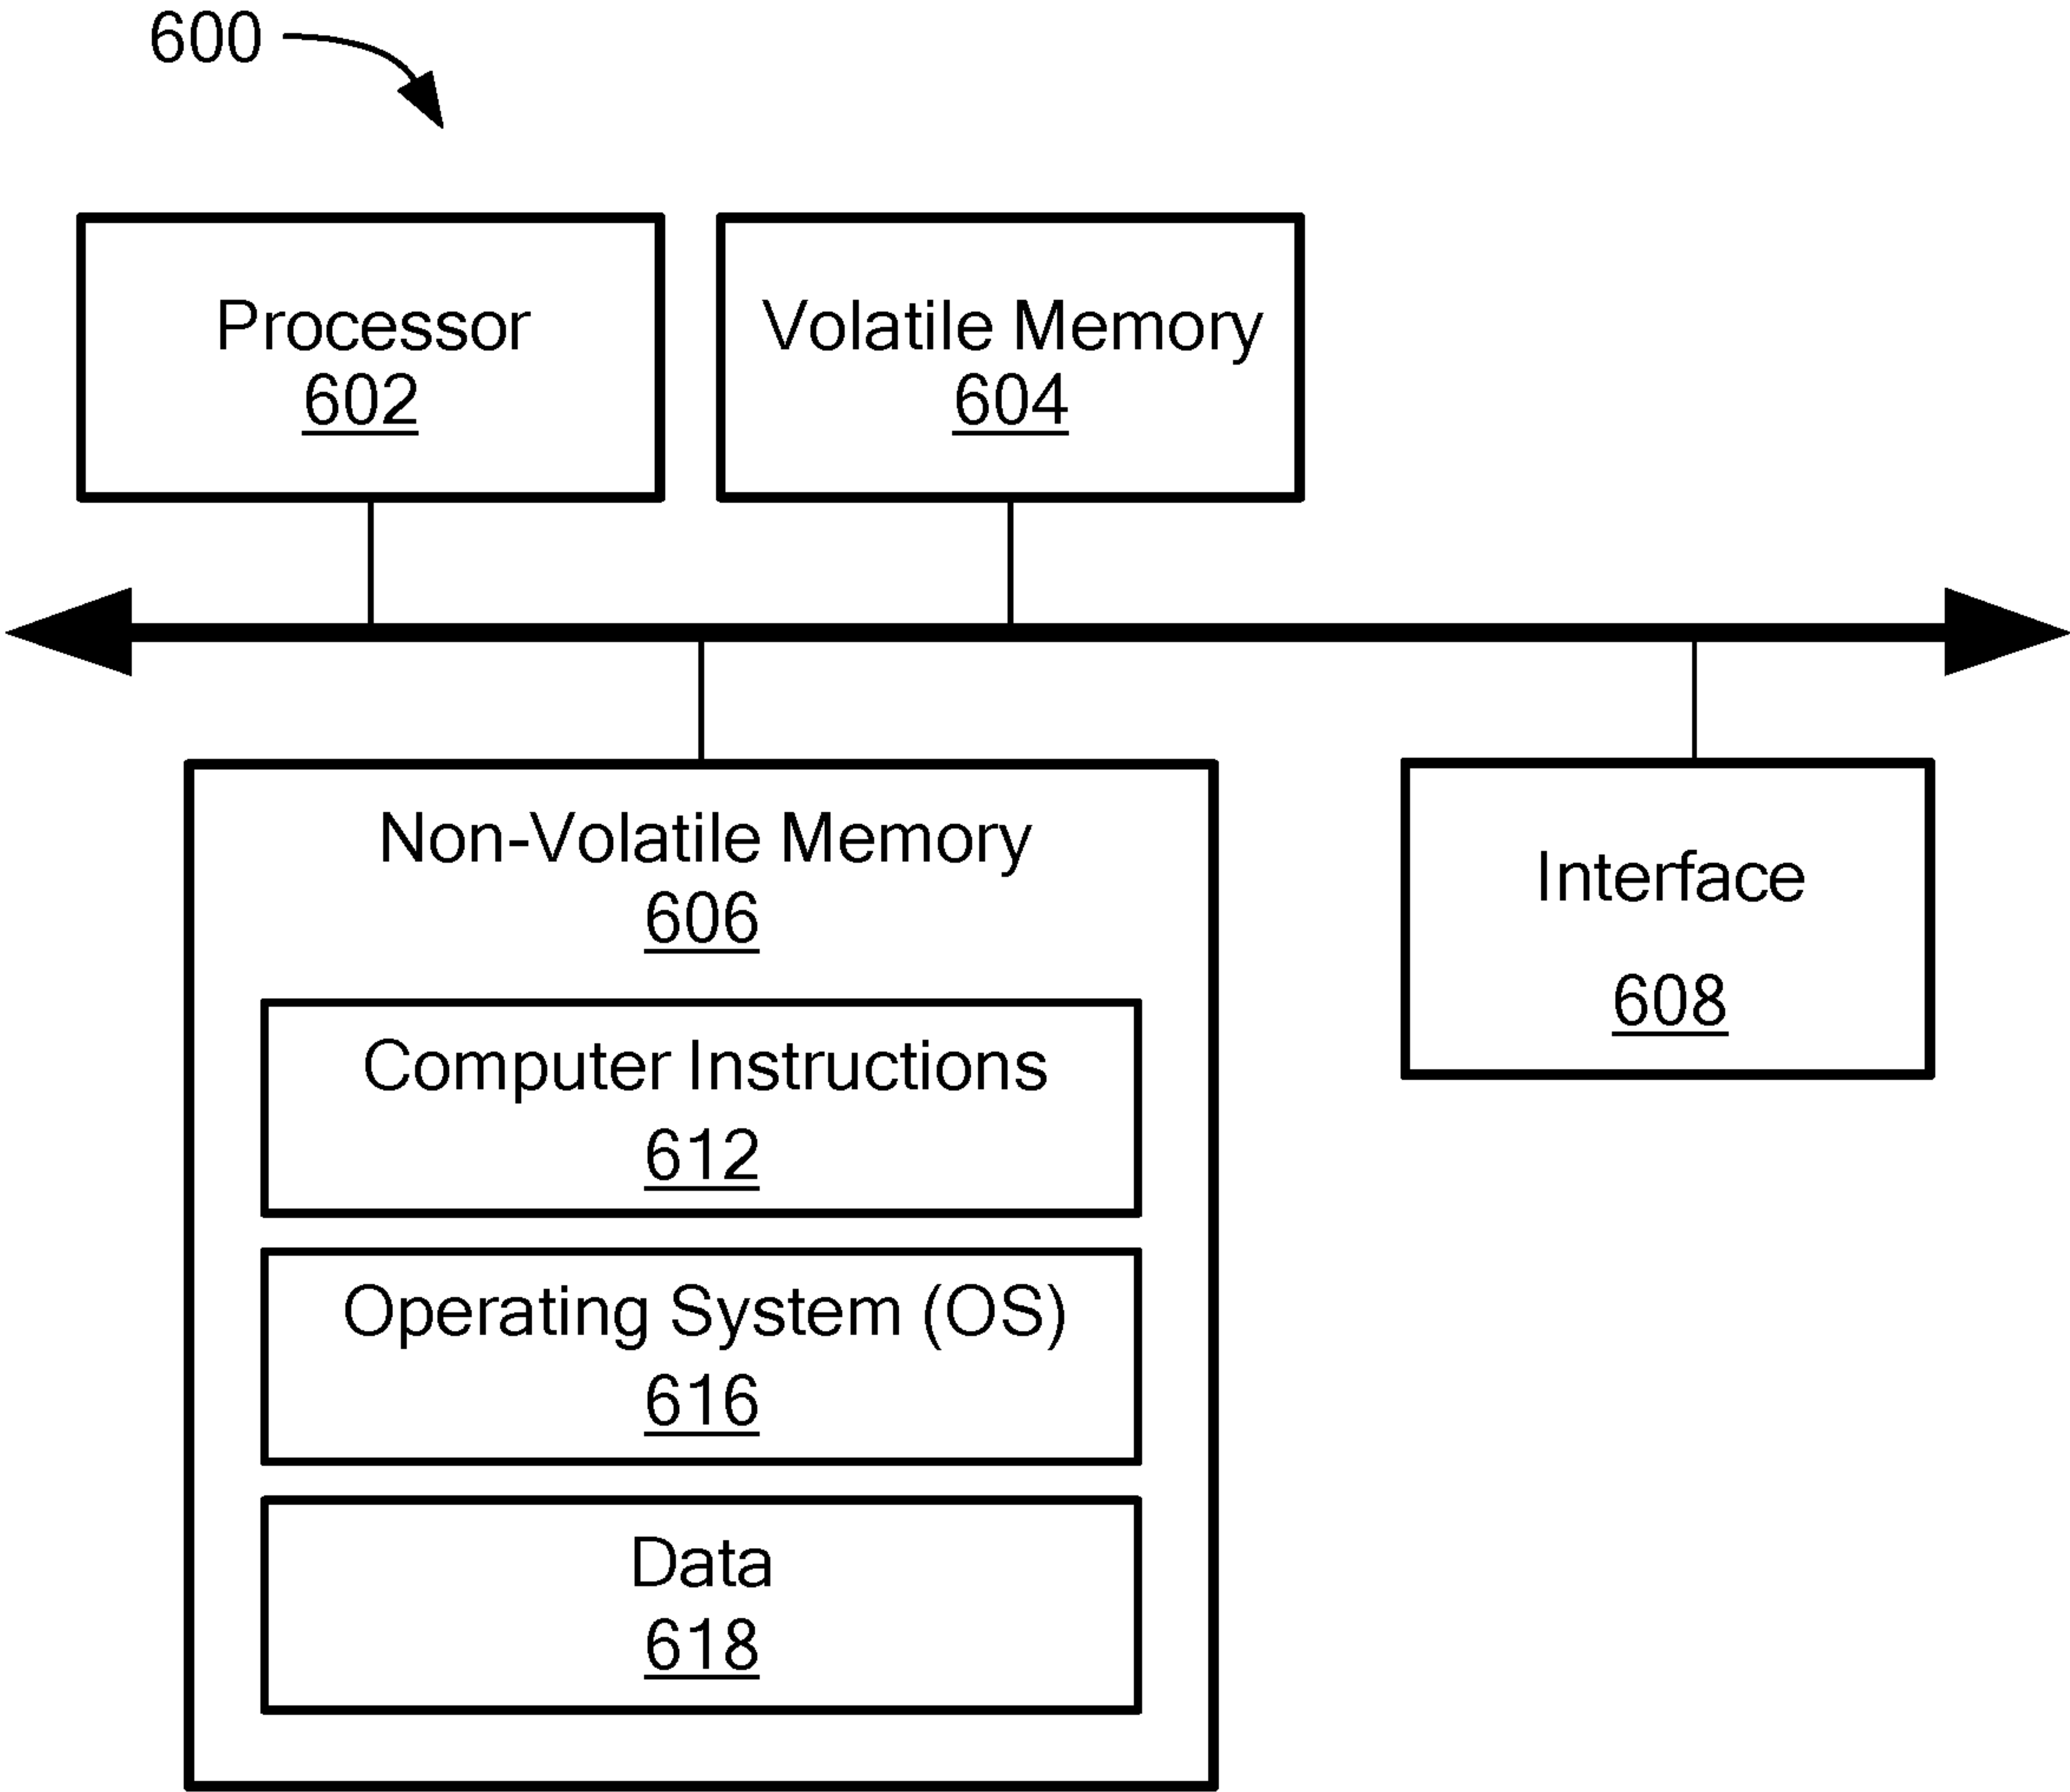 600
Processor
602
Volatile Memory
604
Non-Volatile Memory
606
Computer Instructions
612
Operating System (OS)
616
Data
618
Interface
608